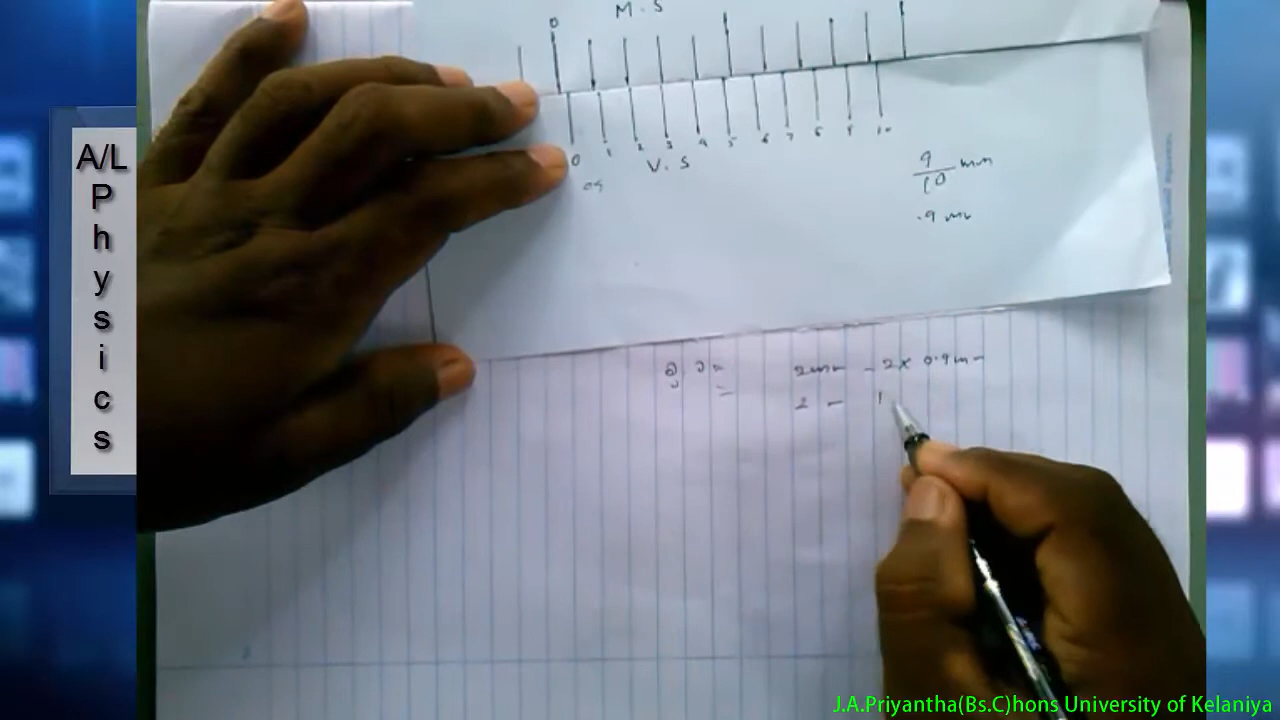 M.S
0
0 1 2 3 4 5 6 7 8 9 10
V.S
9
10 mm
.9 mm
2mm - 2x 0.9mm
2 - 1
A/L
P
h
y
s
i
c
s
J.A.Priyantha(Bs.C)hons University of Kelaniya